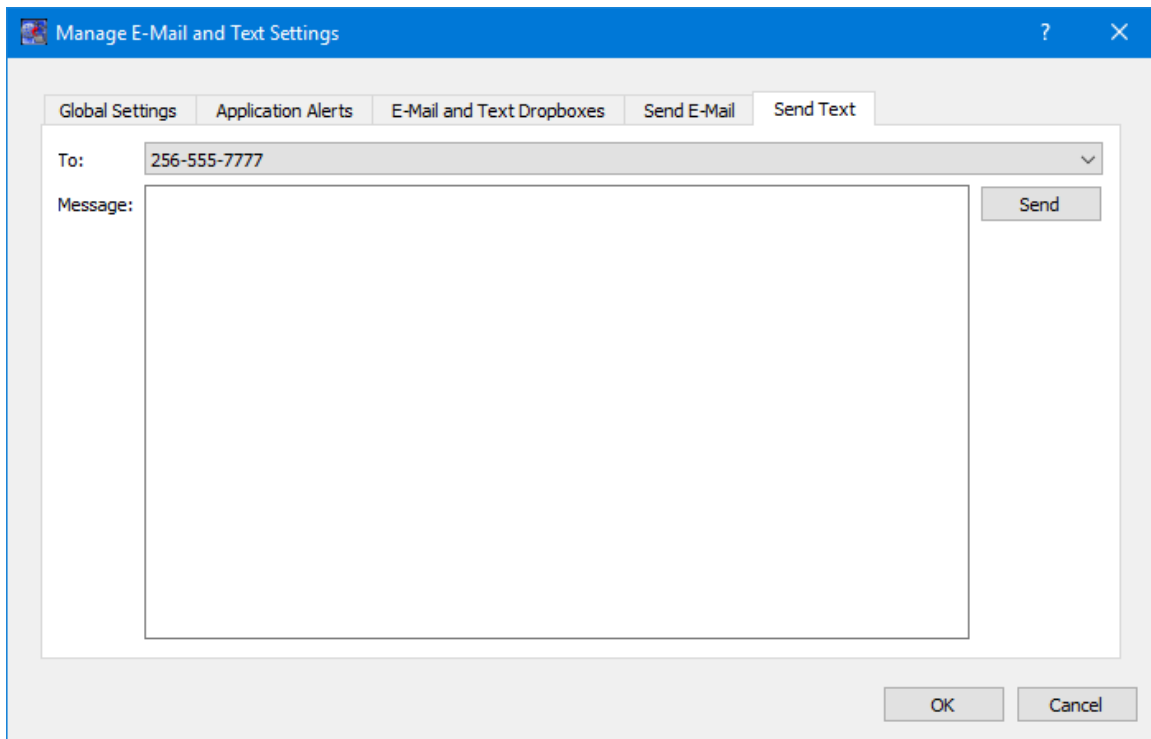 Manage E-Mail and Text Settings ?
Global Settings Application Alerts E-Mail and Text Dropboxes Send E-Mail Send Text
To: 256-555-7777
Message: Send
OK Cancel